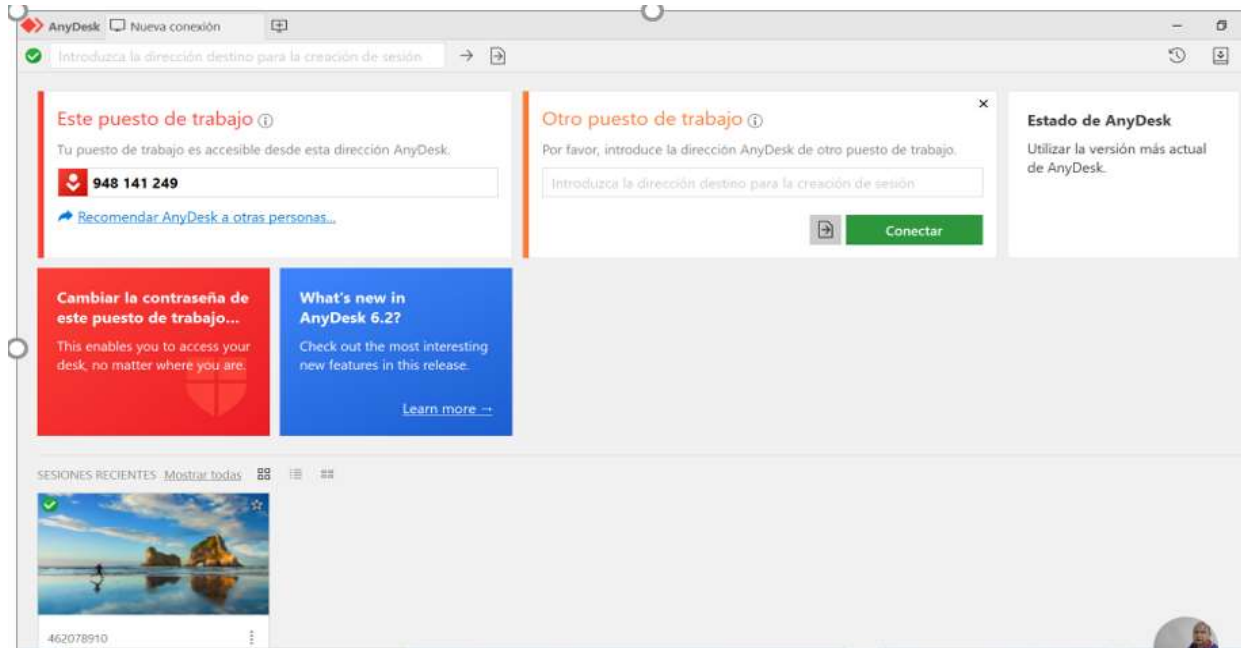 AnyDesk Nueva conexión
Introduzca la dirección destino para la creación de sesión
Este puesto de trabajo
Tu puesto de trabajo es accesible desde esta dirección AnyDesk.
948 141 249
Recomendar AnyDesk a otras personas...
Otro puesto de trabajo
Por favor, introduce la dirección AnyDesk de otro puesto de trabajo.
Introduzca la dirección destino para la creación de sesión
Conectar
Estado de AnyDesk
Utilizar la versión más actual
de AnyDesk.
Cambiar la contraseña de
este puesto de trabajo...
This enables you to access your
desk, no matter where you are.
What's new in
AnyDesk 6.2?
Check out the most interesting
new features in this release.
Learn more →
SESIONES RECIENTES Mostrar todas
462078910